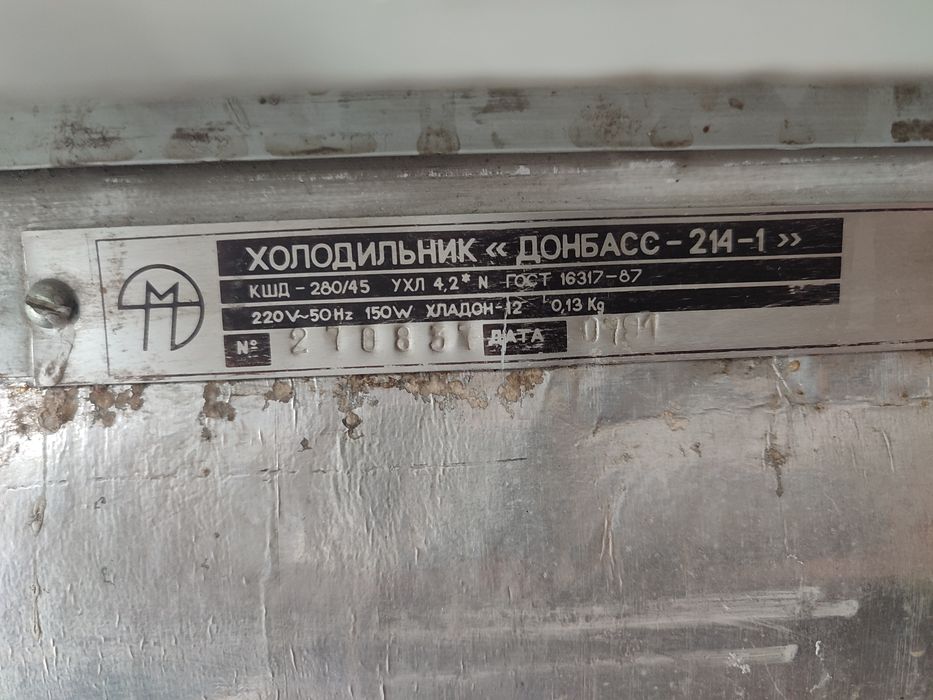 ХОЛОДИЛЬНИК « ДОНБАСС - 214-1 »
КШД - 280/45 УХЛ 4,2* N ГОСТ 16317-87
220V~50Hz 150W ХЛАДОН-12 0,13 Kg
№ 270837 ДАТА 0791